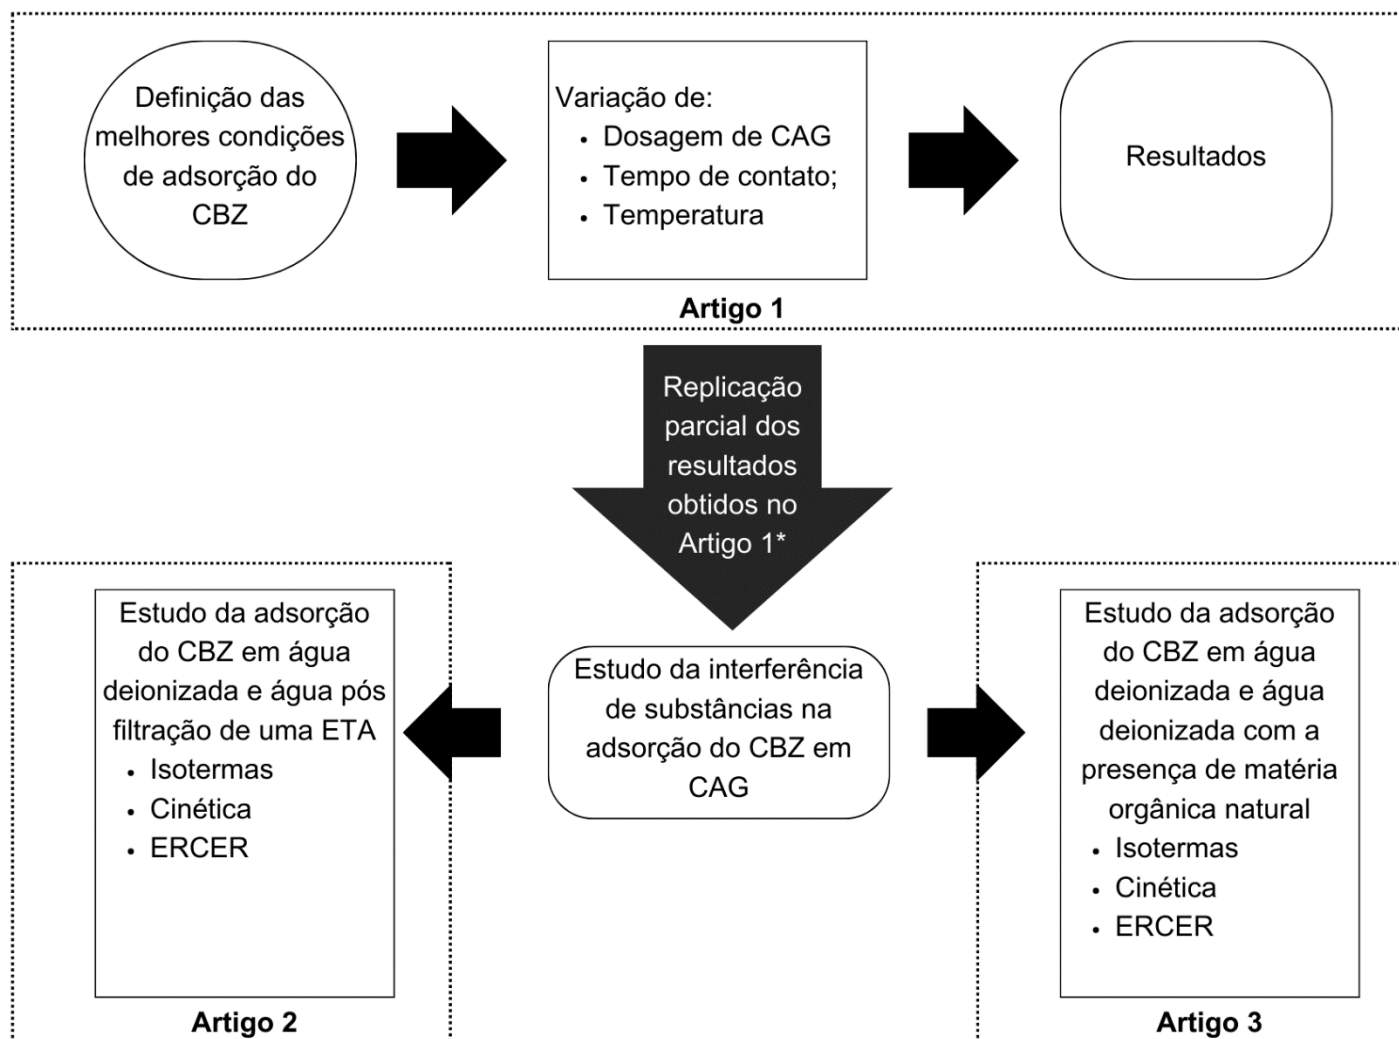 Definição das
melhores condições
de adsorção do
CBZ
Variação de:
• Dosagem de CAG
• Tempo de contato;
• Temperatura
Resultados
Artigo 1
Replicação
parcial dos
resultados
obtidos no
Artigo 1*
Estudo da adsorção
do CBZ em água
deionizada e água pós
filtração de uma ETA
• Isotermas
• Cinética
• ERCER
Artigo 2
Estudo da interferência
de substâncias na
adsorção do CBZ em
CAG
Estudo da adsorção
do CBZ em água
deionizada e água
deionizada com a
presença de matéria
orgânica natural
• Isotermas
• Cinética
• ERCER
Artigo 3